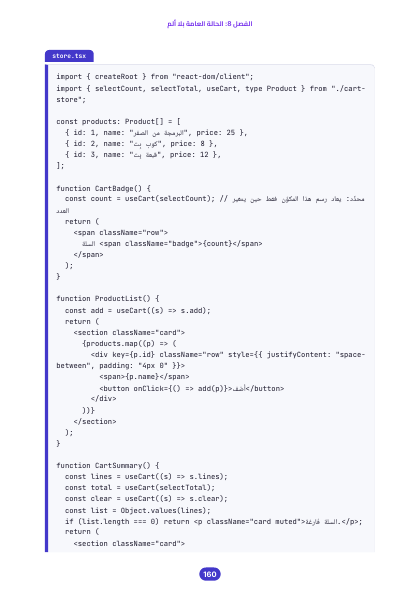 الفصل 8: الحالة العامة بلا ألم
store.tsx
import { createRoot } from "react-dom/client";
import { selectCount, selectTotal, useCart, type Product } from "./cart-
store";
const products: Product[] = [
{ id: 1, name: "البرمجة من الصفر", price: 25 },
{ id: 2, name: "كوب بِت", price: 8 },
{ id: 3, name: "قبعة بِت", price: 12 },
];
function CartBadge() {
const count = useCart(selectCount); // محدّد: يعاد رسم هذا المكوّن فقط حين يتغير
العدد
return (
<span className="row">
السلة <span className="badge">{count}</span>
</span>
);
}
function ProductList() {
const add = useCart((s) => s.add);
return (
<section className="card">
{products.map((p) => (
<div key={p.id} className="row" style={{ justifyContent: "space-
between", padding: "4px 0" }}>
<span>{p.name}</span>
<button onClick={() => add(p)}>أضف</button>
</div>
))}
</section>
);
}
function CartSummary() {
const lines = useCart((s) => s.lines);
const total = useCart(selectTotal);
const clear = useCart((s) => s.clear);
const list = Object.values(lines);
if (list.length === 0) return <p className="card muted">السلة فارغة.</p>;
return (
<section className="card">
160